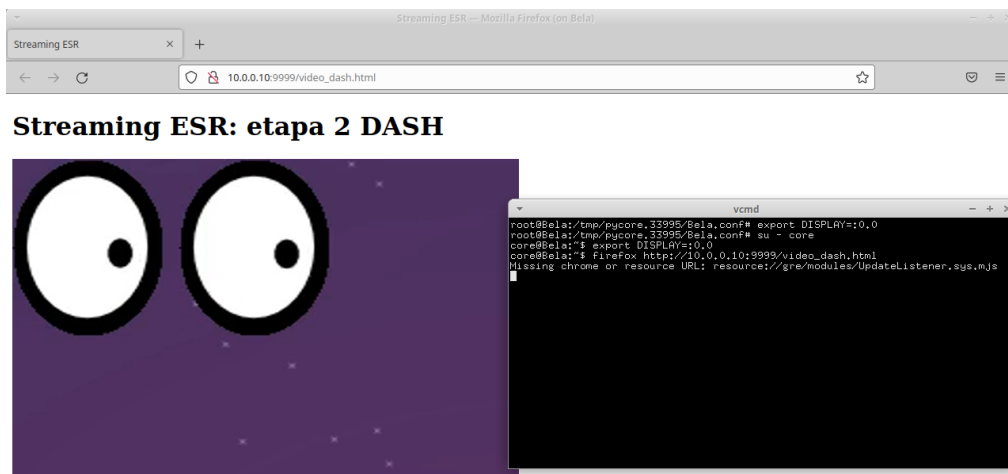 Streaming ESR — Mozilla Firefox (on Bela)
Streaming ESR
10.0.0.10:9999/video_dash.html
Streaming ESR: etapa 2 DASH
vcmd
root@Bela:/tmp/pycore.33995/Bela.conf# export DISPLAY=:0.0
root@Bela:/tmp/pycore.33995/Bela.conf# su - core
core@Bela:~$ export DISPLAY=:0.0
core@Bela:~$ firefox http://10.0.0.10:9999/video_dash.html
Missing chrome or resource URL: resource://gre/modules/UpdateListener.sys.mjs